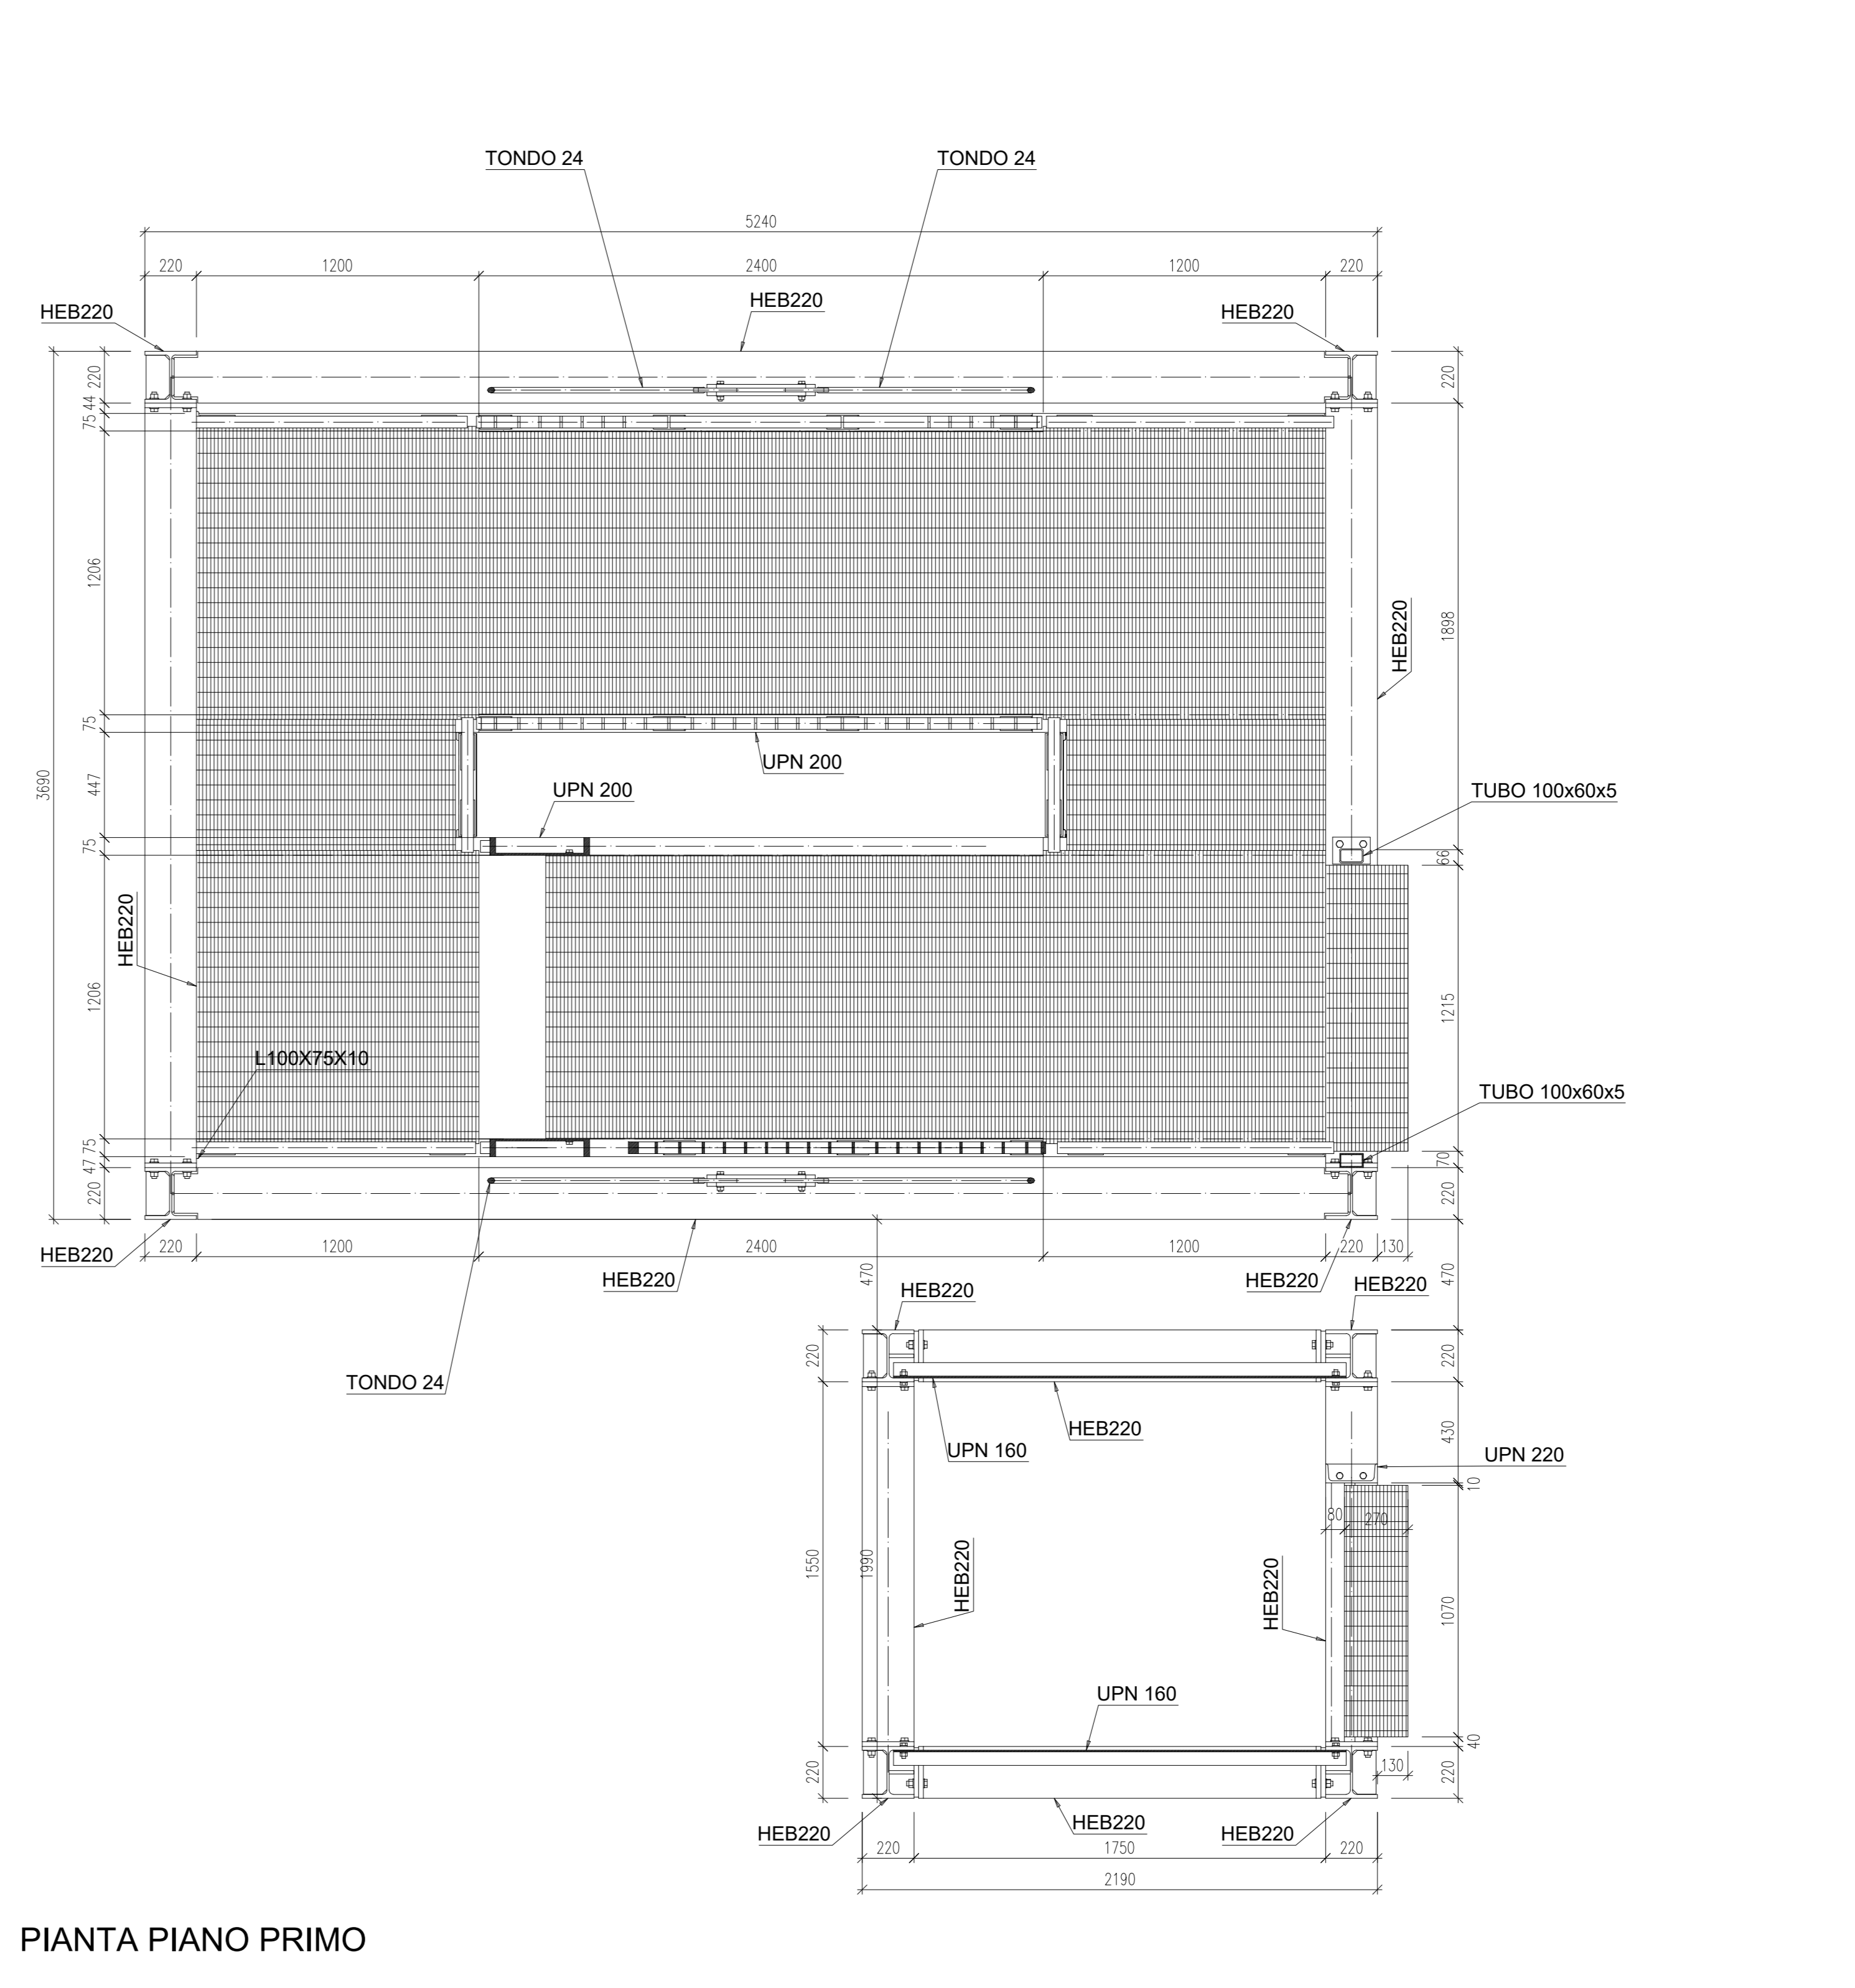 TONDO 24
TONDO 24
5240
220
1200
2400
1200
220
HEB220
HEB220
HEB220
220
44
75
1206
75
447
75
1206
75
47
220
3690
220
1898
HEB220
UPN 200
UPN 200
TUBO 100x60x5
66
HEB220
1215
L100X75X10
TUBO 100x60x5
70
220
HEB220
220
1200
2400
1200
220
130
HEB220
470
HEB220
HEB220
HEB220
470
TONDO 24
220
220
HEB220
UPN 160
430
UPN 220
10
80
270
1550
1990
HEB220
HEB220
1070
UPN 160
40
130
220
220
HEB220
HEB220
HEB220
220
1750
220
2190
PIANTA PIANO PRIMO